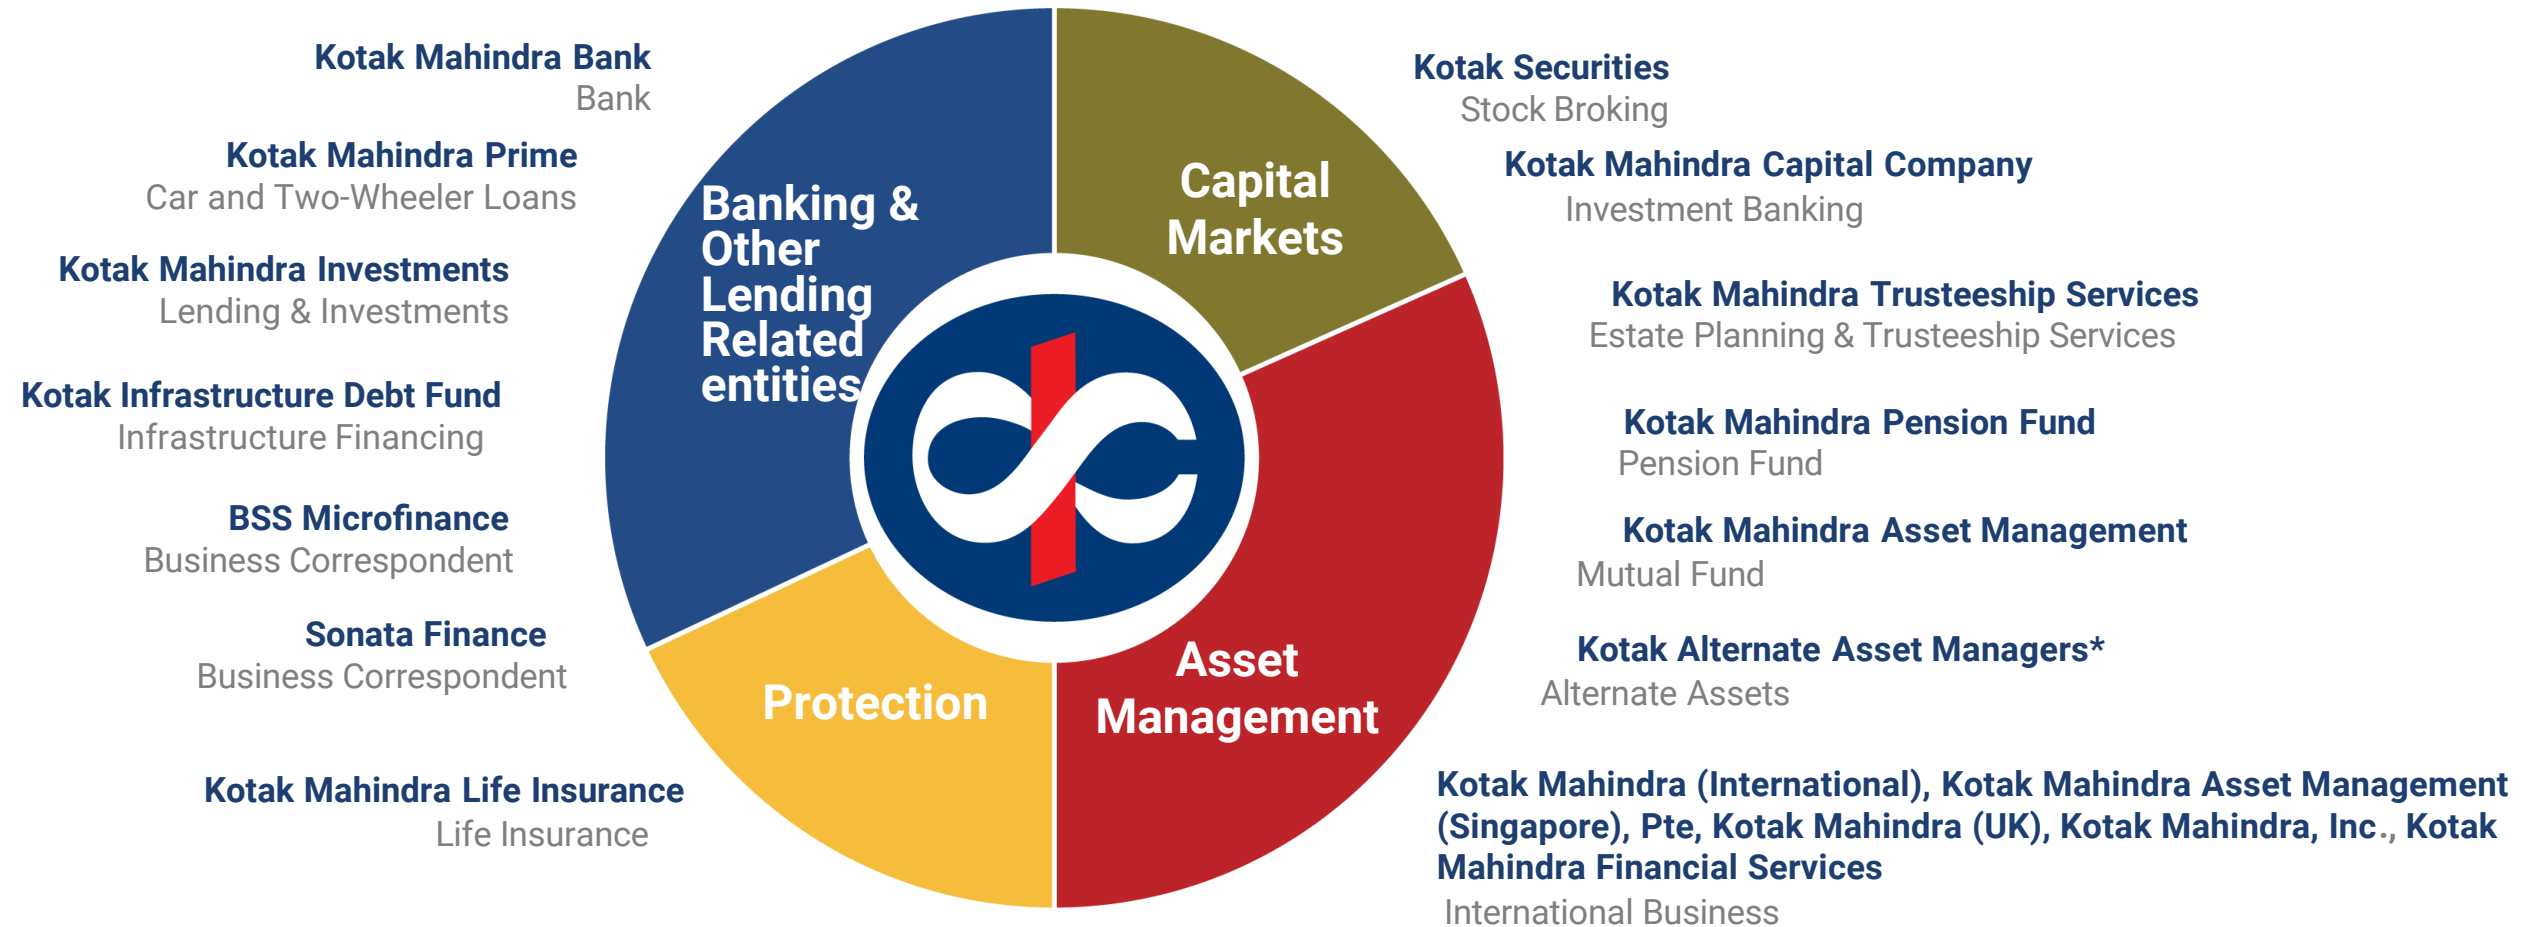 Kotak Mahindra Bank
Bank
Kotak Mahindra Prime
Car and Two-Wheeler Loans
Kotak Mahindra Investments
Lending & Investments
Kotak Infrastructure Debt Fund
Infrastructure Financing
BSS Microfinance
Business Correspondent
Sonata Finance
Business Correspondent
Kotak Mahindra Life Insurance
Life Insurance
Banking &
Other
Lending
Related
entities
Protection
Capital
Markets
Asset
Management
Kotak Securities
Stock Broking
Kotak Mahindra Capital Company
Investment Banking
Kotak Mahindra Trusteeship Services
Estate Planning & Trusteeship Services
Kotak Mahindra Pension Fund
Pension Fund
Kotak Mahindra Asset Management
Mutual Fund
Kotak Alternate Asset Managers*
Alternate Assets
Kotak Mahindra (International), Kotak Mahindra Asset Management
(Singapore), Pte, Kotak Mahindra (UK), Kotak Mahindra, Inc., Kotak
Mahindra Financial Services
International Business